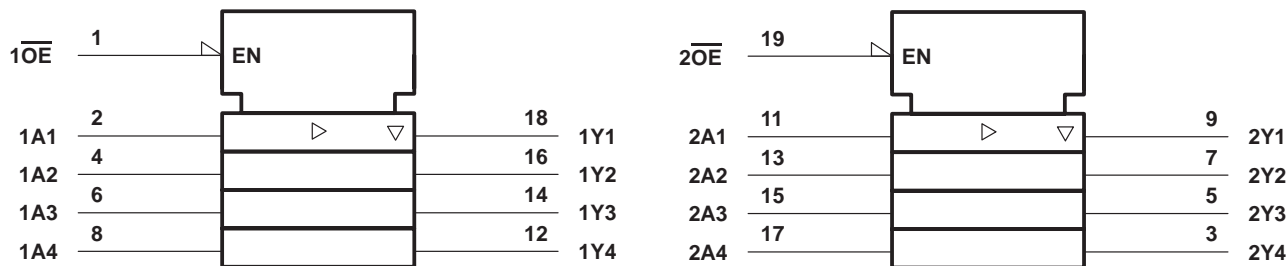 1 19
1OE EN 2OE EN
2 18 11 9
1A1 1Y1 2A1 2Y1
4 16 13 7
1A2 1Y2 2A2 2Y2
6 14 15 5
1A3 1Y3 2A3 2Y3
8 12 17 3
1A4 1Y4 2A4 2Y4